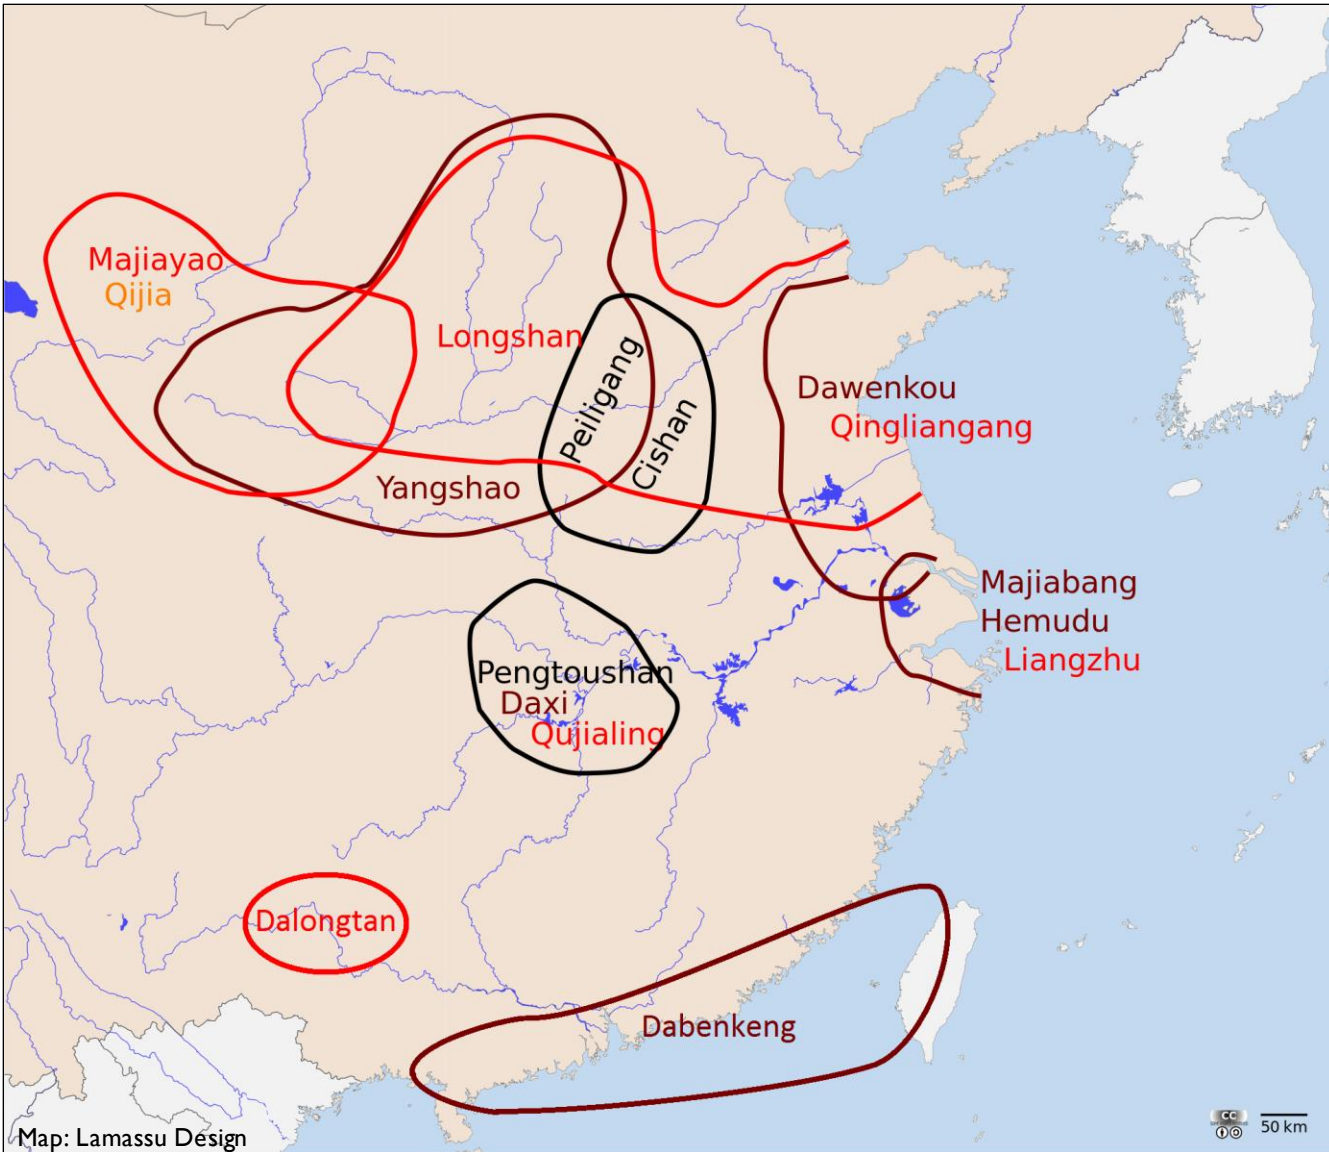 Majiayao
Qijia
Longshan
Peiligang
Cishan
Dawenkou
Qingliangang
Yangshao
Majiabang
Hemudu
Liangzhu
Pengtoushan
Daxi
Qujialing
Dalongtan
Dabenkeng
CC
50 km
Map: Lamassu Design